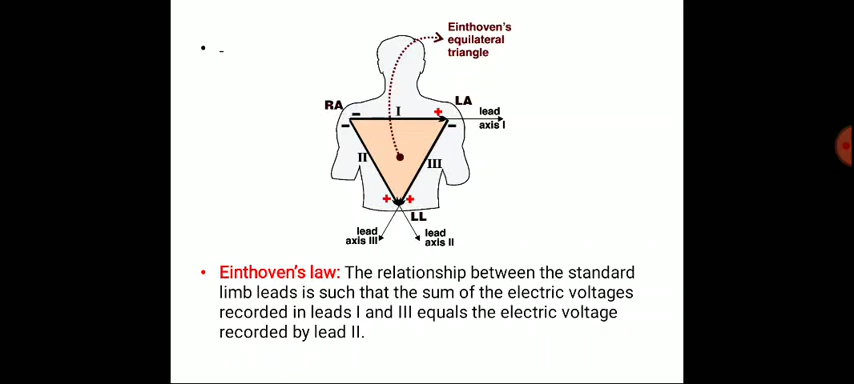 Einthoven's
equilateral
triangle
• -
RA
LA
− I +
lead
axis I
− −
II
III
+ +
LL
lead
axis III
lead
axis II
• Einthoven's law: The relationship between the standard
limb leads is such that the sum of the electric voltages
recorded in leads I and III equals the electric voltage
recorded by lead II.